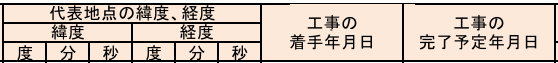 代表地点の緯度、経度
緯度 経度
度 分 秒 度 分 秒
工事の
着手年月日
工事の
完了予定年月日